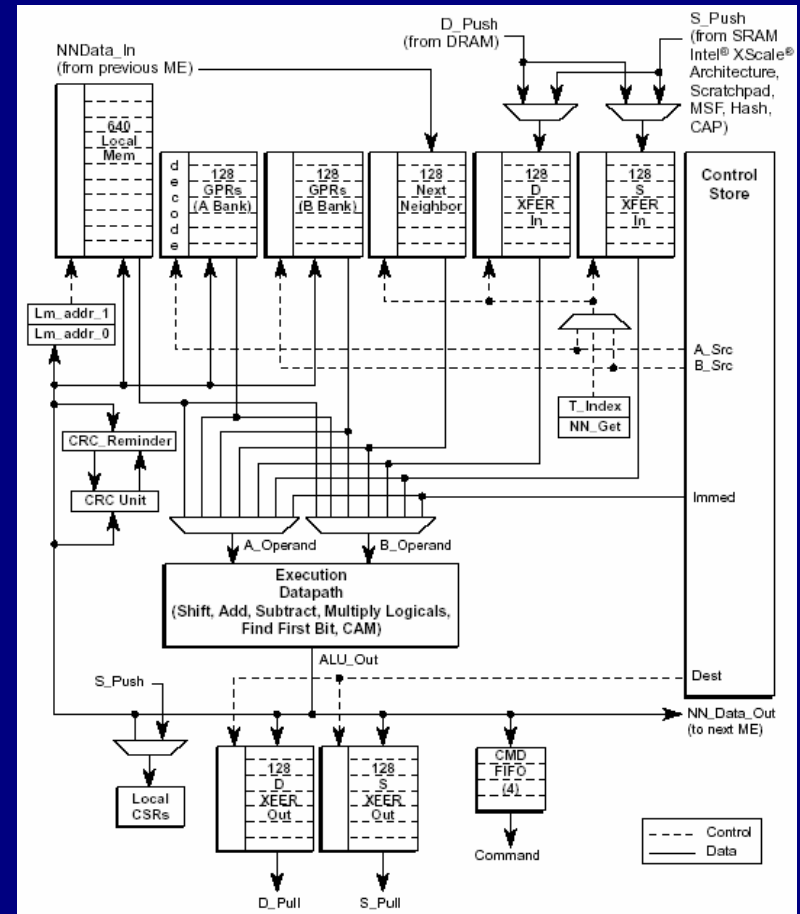 D_Push
(from DRAM)
S_Push
(from SRAM
Intel® XScale®
Architecture,
Scratchpad,
MSF, Hash,
CAP)
NNData_In
(from previous ME)
640
Local
Mem
decode
128
GPRs
(A Bank)
128
GPRs
(B Bank)
128
Next
Neighbor
128
D
XFER
In
128
S
XFER
In
Control
Store
Lm_addr_1
Lm_addr_0
A_Src
B_Src
T_Index
NN_Get
CRC_Reminder
CRC Unit
Immed
A_Operand
B_Operand
Execution
Datapath
(Shift, Add, Subtract, Multiply Logicals,
Find First Bit, CAM)
ALU_Out
S_Push
Dest
NN_Data_Out
(to next ME)
Local
CSRs
128
D
XFER
Out
128
S
XFER
Out
CMD
FIFO
(4)
Command
Control
Data
D_Pull
S_Pull